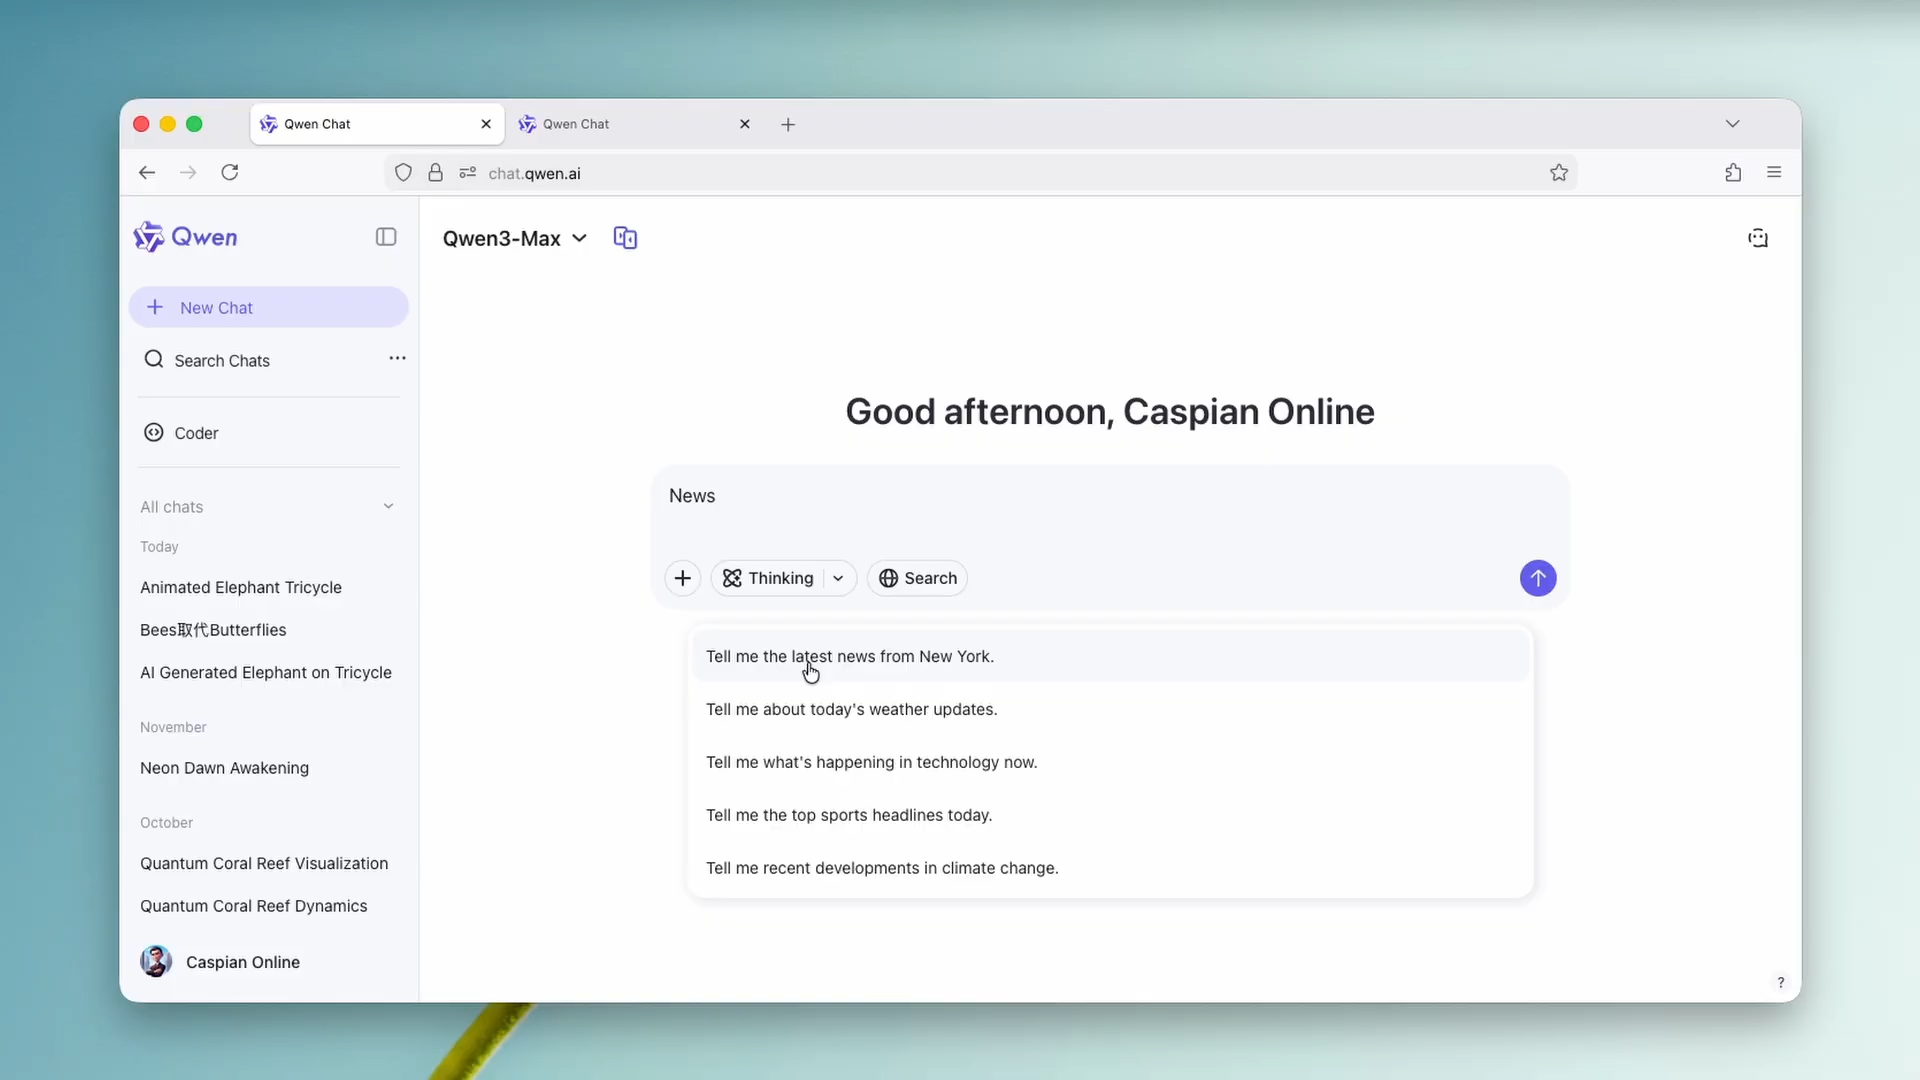 Qwen Chat
Qwen Chat
chat.qwen.ai
Qwen
Qwen3-Max
New Chat
Search Chats
Coder
All chats
Today
Animated Elephant Tricycle
Bees取代Butterflies
AI Generated Elephant on Tricycle
November
Neon Dawn Awakening
October
Quantum Coral Reef Visualization
Quantum Coral Reef Dynamics
Caspian Online
Good afternoon, Caspian Online
News
Thinking
Search
Tell me the latest news from New York.
Tell me about today's weather updates.
Tell me what's happening in technology now.
Tell me the top sports headlines today.
Tell me recent developments in climate change.
?